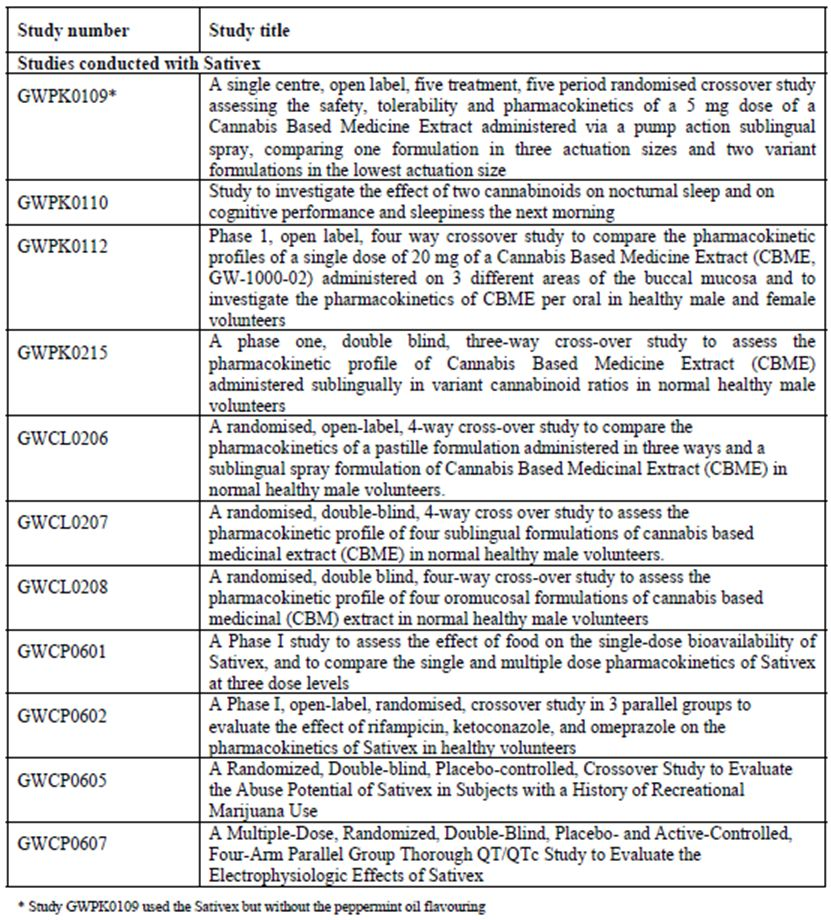 Study number Study title
Studies conducted with Sativex
GWPK0109* A single centre, open label, five treatment, five period randomised crossover study
assessing the safety, tolerability and pharmacokinetics of a 5 mg dose of a
Cannabis Based Medicine Extract administered via a pump action sublingual
spray, comparing one formulation in three actuation sizes and two variant
formulations in the lowest actuation size
GWPK0110 Study to investigate the effect of two cannabinoids on nocturnal sleep and on
cognitive performance and sleepiness the next morning
GWPK0112 Phase 1, open label, four way crossover study to compare the pharmacokinetic
profiles of a single dose of 20 mg of a Cannabis Based Medicine Extract (CBME,
GW-1000-02) administered on 3 different areas of the buccal mucosa and to
investigate the pharmacokinetics of CBME per oral in healthy male and female
volunteers
GWPK0215 A phase one, double blind, three-way cross-over study to assess the
pharmacokinetic profile of Cannabis Based Medicine Extract (CBME)
administered sublingually in variant cannabinoid ratios in normal healthy male
volunteers
GWCL0206 A randomised, open-label, 4-way cross-over study to compare the
pharmacokinetics of a pastille formulation administered in three ways and a
sublingual spray formulation of Cannabis Based Medicinal Extract (CBME) in
normal healthy male volunteers.
GWCL0207 A randomised, double-blind, 4-way cross over study to assess the
pharmacokinetic profile of four sublingual formulations of cannabis based
medicinal extract (CBME) in normal healthy male volunteers.
GWCL0208 A randomised, double blind, four-way cross-over study to assess the
pharmacokinetic profile of four oromucosal formulations of cannabis based
medicinal (CBM) extract in normal healthy male volunteers
GWCP0601 A Phase I study to assess the effect of food on the single-dose bioavailability of
Sativex, and to compare the single and multiple dose pharmacokinetics of Sativex
at three dose levels
GWCP0602 A Phase I, open-label, randomised, crossover study in 3 parallel groups to
evaluate the effect of rifampicin, ketoconazole, and omeprazole on the
pharmacokinetics of Sativex in healthy volunteers
GWCP0605 A Randomized, Double-blind, Placebo-controlled, Crossover Study to Evaluate
the Abuse Potential of Sativex in Subjects with a History of Recreational
Marijuana Use
GWCP0607 A Multiple-Dose, Randomized, Double-Blind, Placebo- and Active-Controlled,
Four-Arm Parallel Group Thorough QT/QTc Study to Evaluate the
Electrophysiologic Effects of Sativex
* Study GWPK0109 used the Sativex but without the peppermint oil flavouring